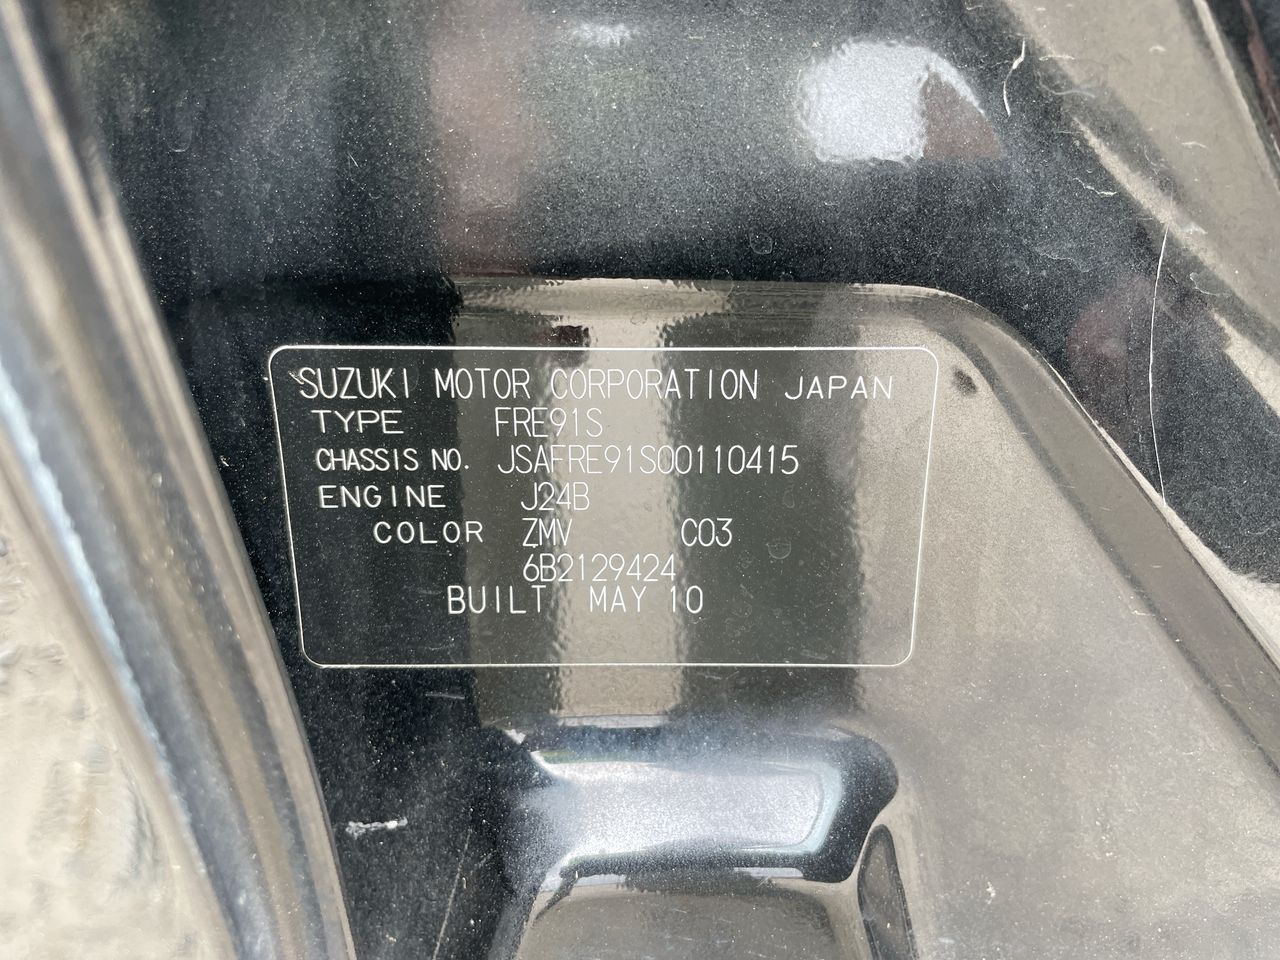 SUZUKI MOTOR CORPORATION JAPAN
TYPE FRE91S
CHASSIS NO. JSAFRE91S00110415
ENGINE J24B
COLOR ZMV C03
6B2129424
BUILT MAY 10